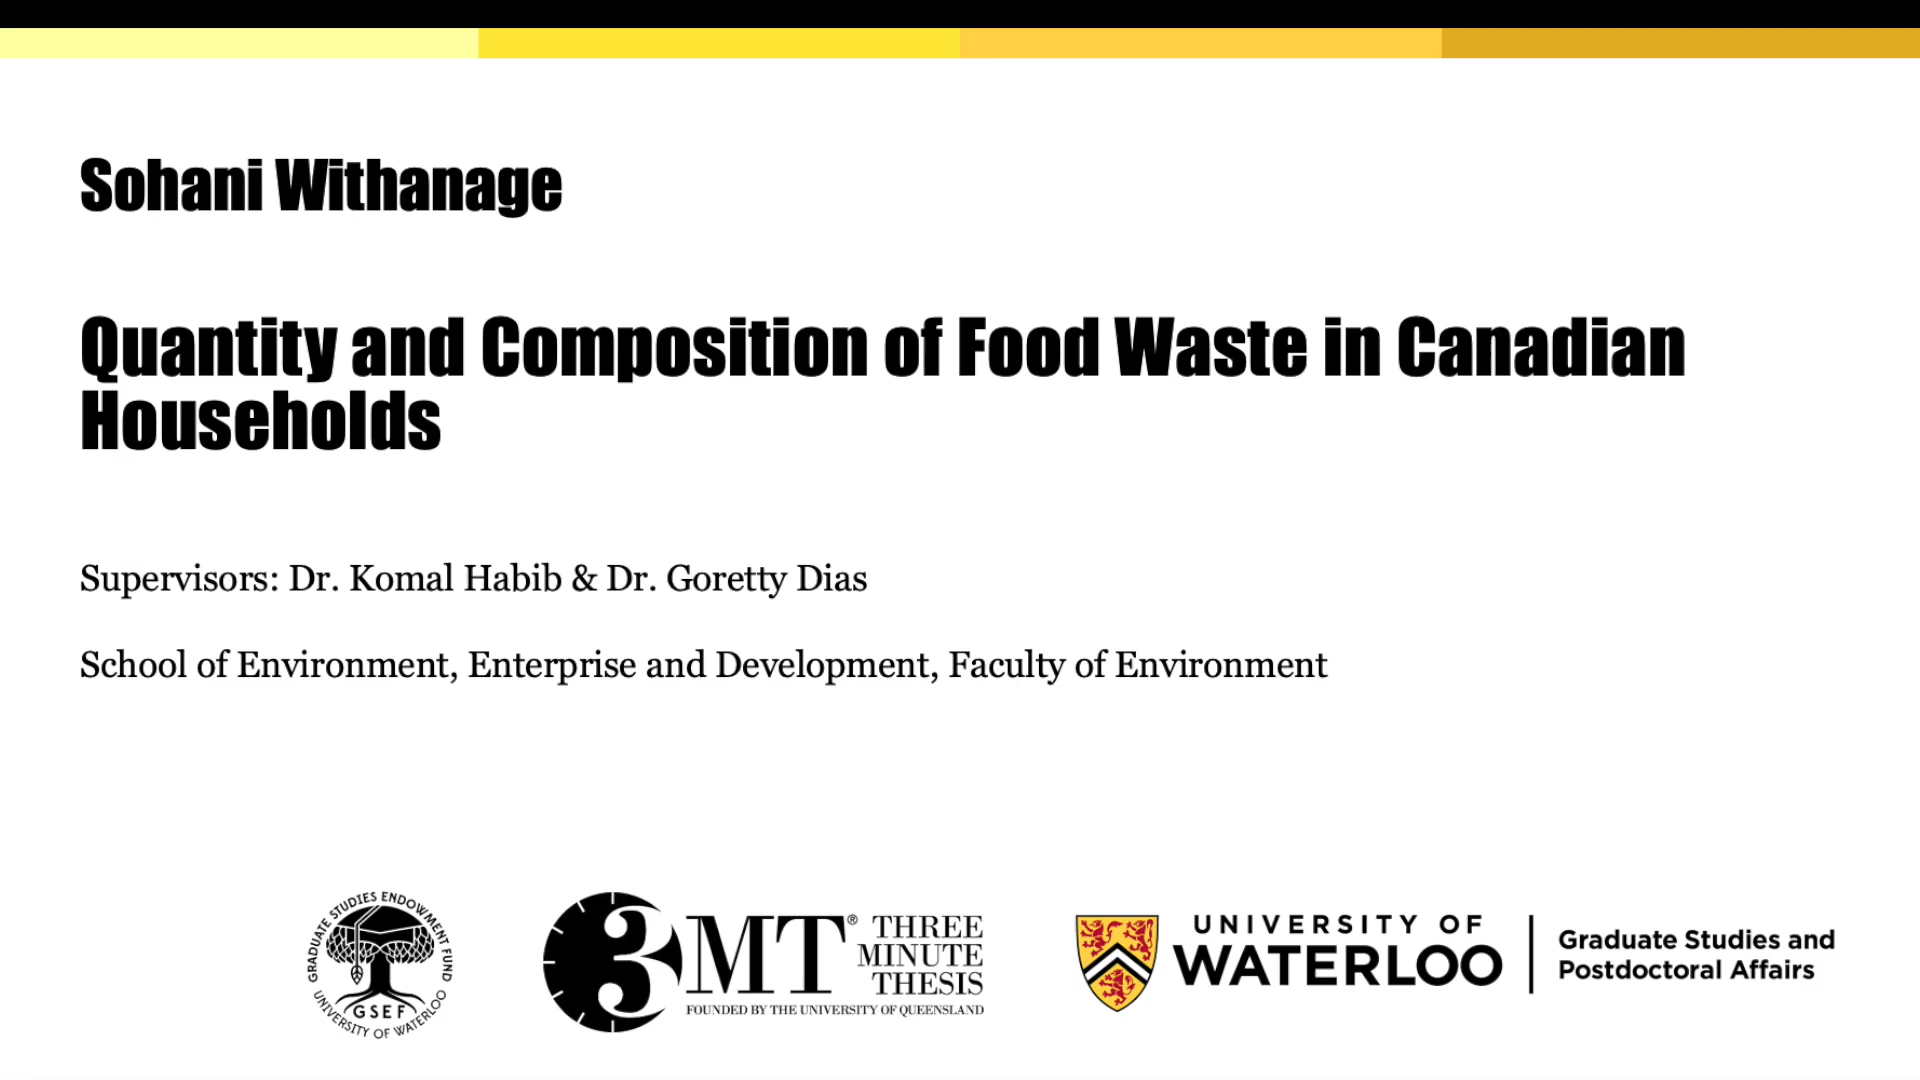 Sohani Withanage
Quantity and Composition of Food Waste in Canadian
Households
Supervisors: Dr. Komal Habib & Dr. Goretty Dias
School of Environment, Enterprise and Development, Faculty of Environment
GRADUATE STUDIES ENDOWMENT FUND
GSEF
UNIVERSITY OF WATERLOO
3MT® THREE
MINUTE
THESIS
FOUNDED BY THE UNIVERSITY OF QUEENSLAND
UNIVERSITY OF
WATERLOO
Graduate Studies and
Postdoctoral Affairs